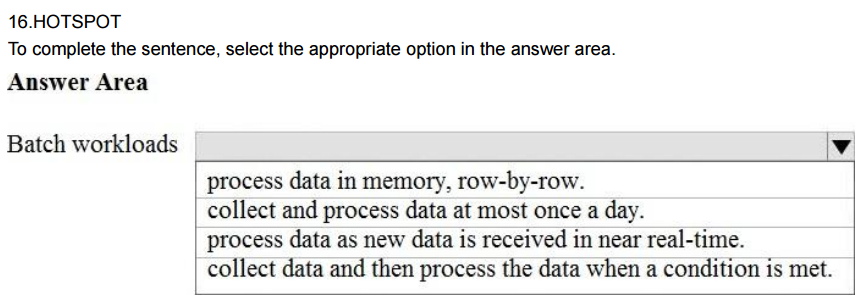 16.HOTSPOT
To complete the sentence, select the appropriate option in the answer area.
Answer Area
Batch workloads
process data in memory, row-by-row.
collect and process data at most once a day.
process data as new data is received in near real-time.
collect data and then process the data when a condition is met.